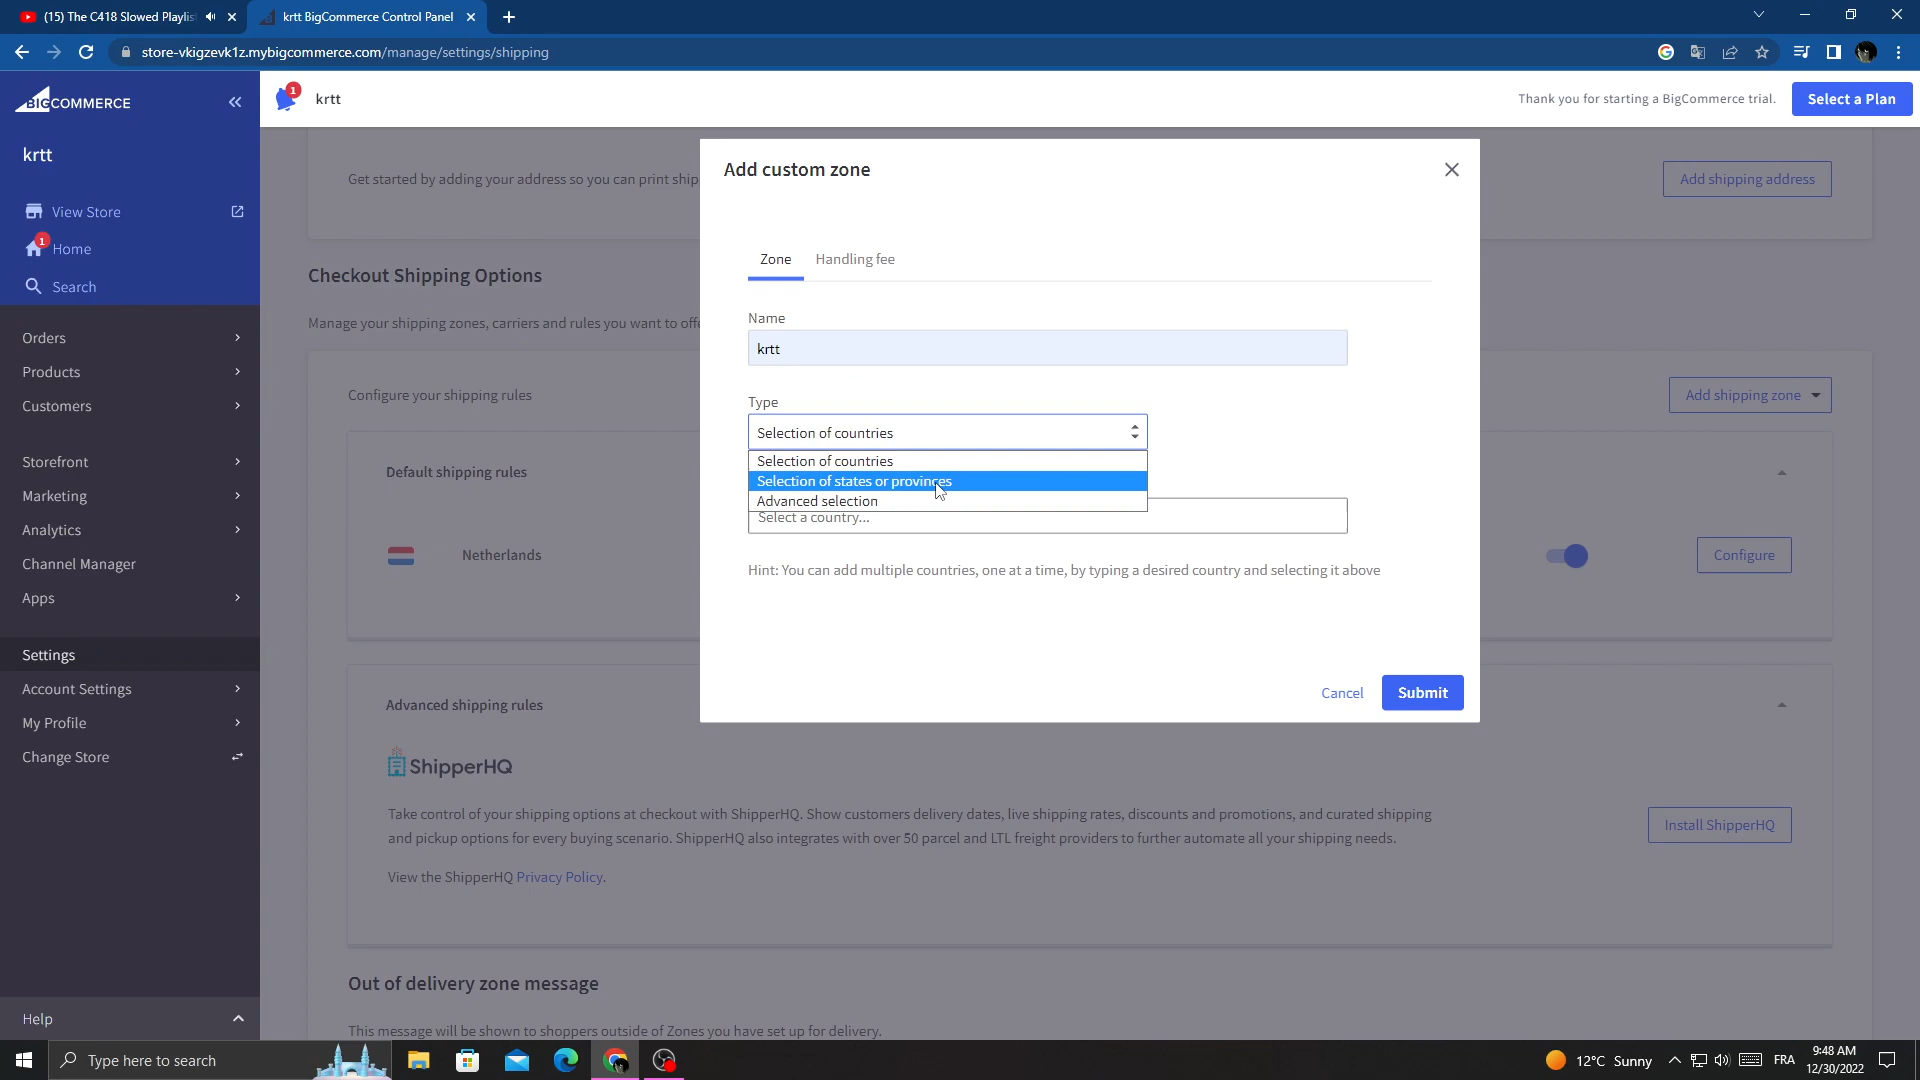 (15) The C418 Slowed Playlis
krtt BigCommerce Control Panel
store-vkigzevk1z.mybigcommerce.com/manage/settings/shipping
BIGCOMMERCE
1
krtt
Thank you for starting a BigCommerce trial.
Select a Plan
krtt
View Store
1
Home
Search
Orders
Products
Customers
Storefront
Marketing
Analytics
Channel Manager
Apps
Settings
Account Settings
My Profile
Change Store
Help
Get started by adding your address so you can print ship
Add shipping address
Checkout Shipping Options
Manage your shipping zones, carriers and rules you want to offe
Configure your shipping rules
Add shipping zone
Default shipping rules
Netherlands
Configure
Advanced shipping rules
ShipperHQ
Take control of your shipping options at checkout with ShipperHQ. Show customers delivery dates, live shipping rates, discounts and promotions, and curated shipping
and pickup options for every buying scenario. ShipperHQ also integrates with over 50 parcel and LTL freight providers to further automate all your shipping needs.
Install ShipperHQ
View the ShipperHQ Privacy Policy.
Out of delivery zone message
This message will be shown to shoppers outside of Zones you have set up for delivery.
Add custom zone
Zone
Handling fee
Name
krtt
Type
Selection of countries
Selection of countries
Selection of states or provinces
Advanced selection
Select a country...
Hint: You can add multiple countries, one at a time, by typing a desired country and selecting it above
Cancel
Submit
Type here to search
12°C Sunny
FRA
9:48 AM
12/30/2022